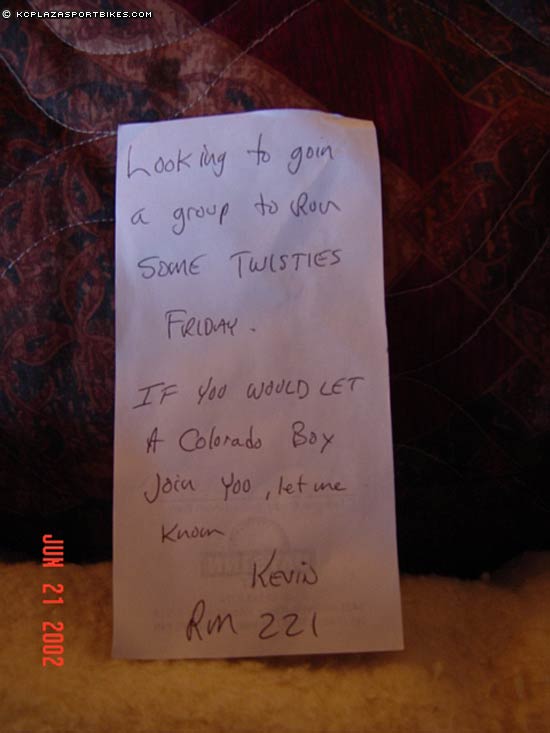 © KCPLAZASPORTBIKES.COM
Looking to goin
a group to Run
SOME TWISTIES
FRIDAY.
IF YOU WOULD LET
A Colorado Boy
Join You, let me
Know
KEVIN
RM 221
JUN 21 2002